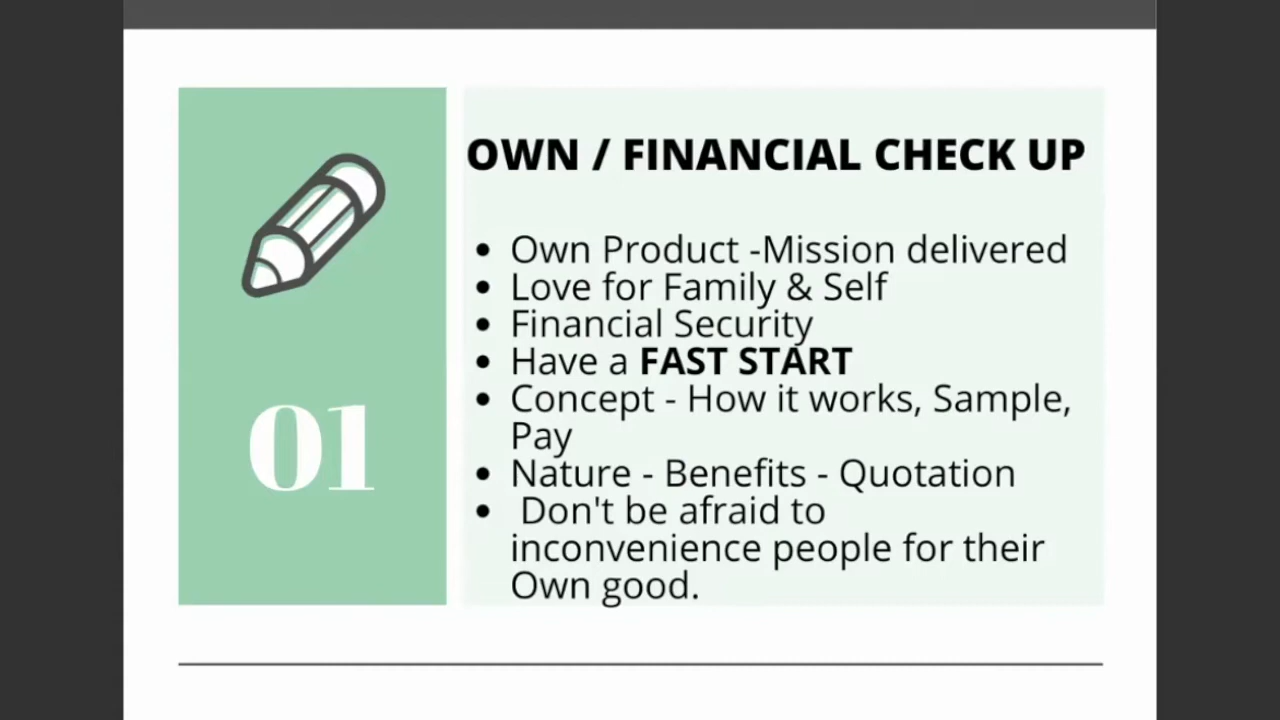 OWN / FINANCIAL CHECK UP
• Own Product -Mission delivered
• Love for Family & Self
• Financial Security
• Have a FAST START
• Concept - How it works, Sample,
Pay
• Nature - Benefits - Quotation
• Don't be afraid to
inconvenience people for their
Own good.
01